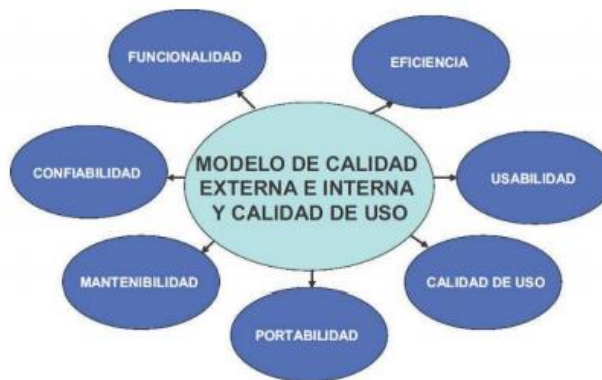 FUNCIONALIDAD
EFICIENCIA
CONFIABILIDAD
MODELO DE CALIDAD
EXTERNA E INTERNA
Y CALIDAD DE USO
USABILIDAD
MANTENIBILIDAD
CALIDAD DE USO
PORTABILIDAD